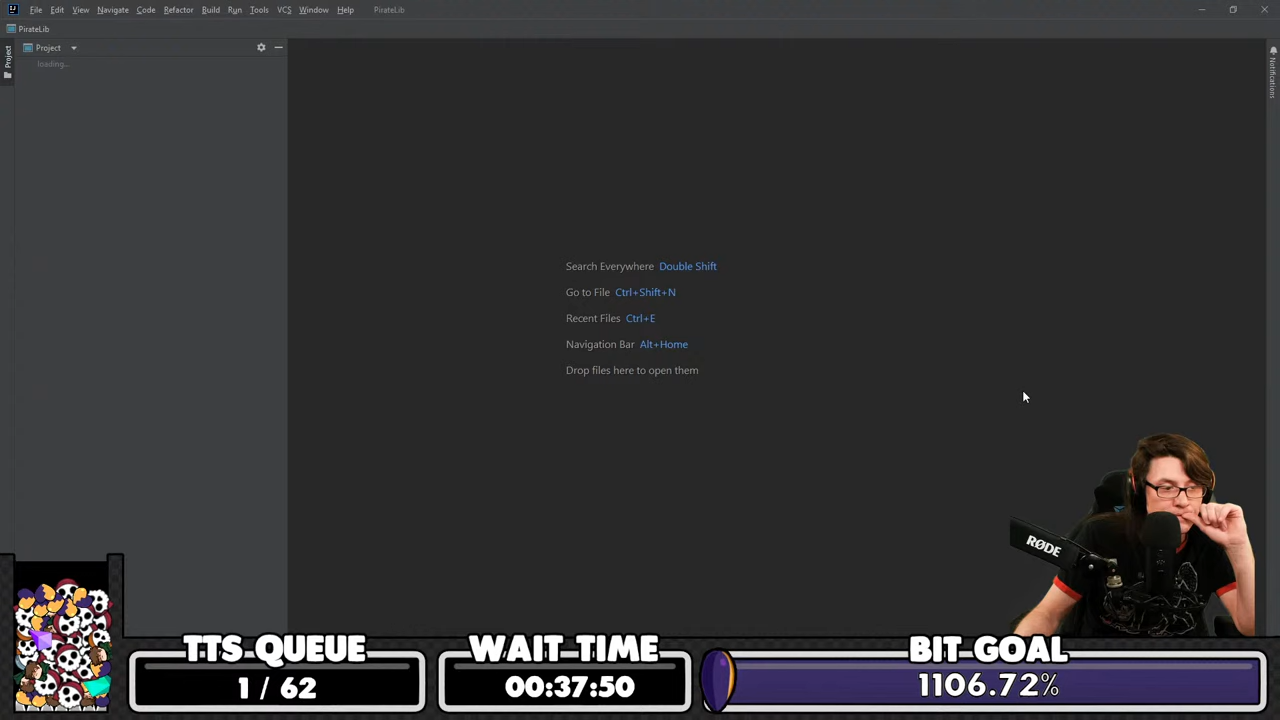 File Edit View Navigate Code Refactor Build Run Tools VCS Window Help PirateLib
PirateLib
Project
Project
loading...
Notifications
Search Everywhere Double Shift
Go to File Ctrl+Shift+N
Recent Files Ctrl+E
Navigation Bar Alt+Home
Drop files here to open them
RØDE
TTS QUEUE
1 / 62
WAIT TIME
00:37:50
BIT GOAL
1106.72%